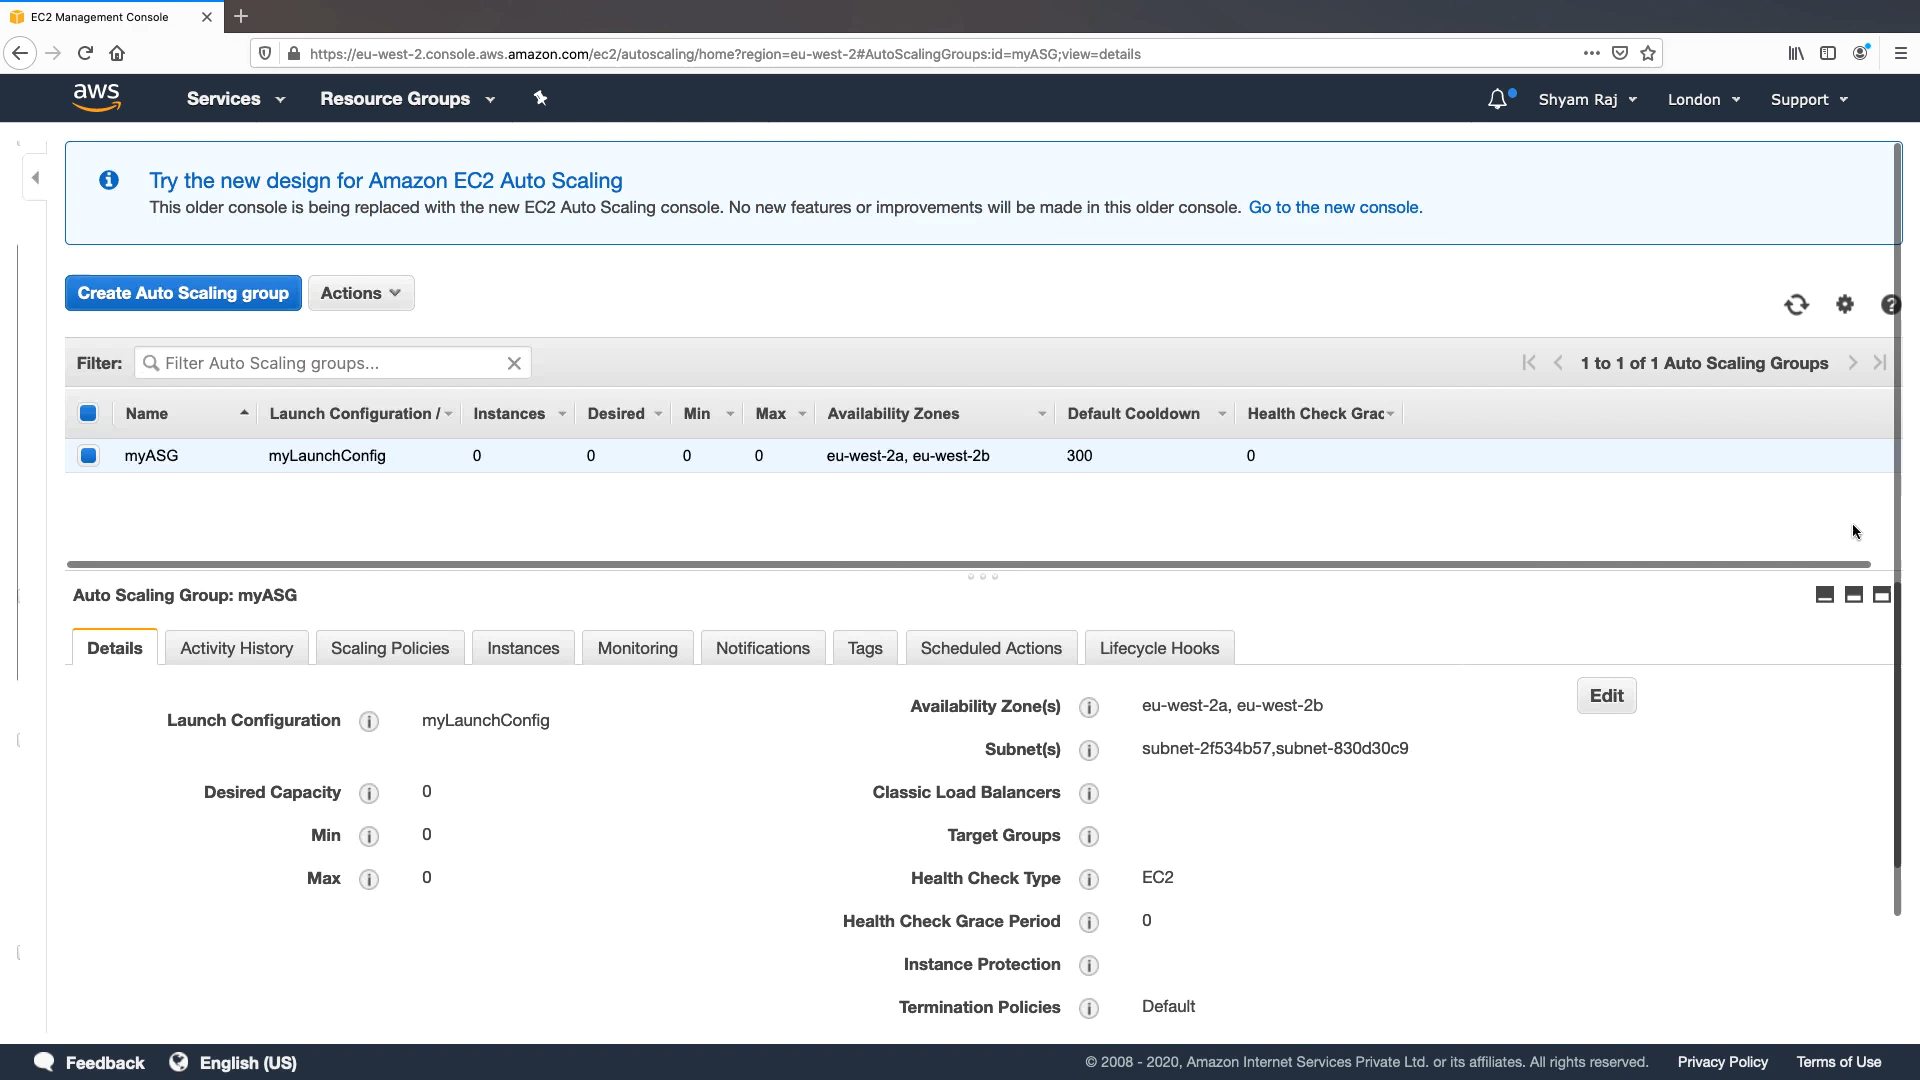 EC2 Management Console
https://eu-west-2.console.aws.amazon.com/ec2/autoscaling/home?region=eu-west-2#AutoScalingGroups:id=myASG;view=details
aws
Services
Resource Groups
Shyam Raj
London
Support
Try the new design for Amazon EC2 Auto Scaling
This older console is being replaced with the new EC2 Auto Scaling console. No new features or improvements will be made in this older console. Go to the new console.
Create Auto Scaling group
Actions
Filter:
Filter Auto Scaling groups...
1 to 1 of 1 Auto Scaling Groups
Name
Launch Configuration /
Instances
Desired
Min
Max
Availability Zones
Default Cooldown
Health Check Grac
myASG
myLaunchConfig
0
0
0
0
eu-west-2a, eu-west-2b
300
0
Auto Scaling Group: myASG
Details
Activity History
Scaling Policies
Instances
Monitoring
Notifications
Tags
Scheduled Actions
Lifecycle Hooks
Edit
Launch Configuration
myLaunchConfig
Desired Capacity
0
Min
0
Max
0
Availability Zone(s)
eu-west-2a, eu-west-2b
Subnet(s)
subnet-2f534b57,subnet-830d30c9
Classic Load Balancers
Target Groups
Health Check Type
EC2
Health Check Grace Period
0
Instance Protection
Termination Policies
Default
Feedback
English (US)
© 2008 - 2020, Amazon Internet Services Private Ltd. or its affiliates. All rights reserved.
Privacy Policy
Terms of Use